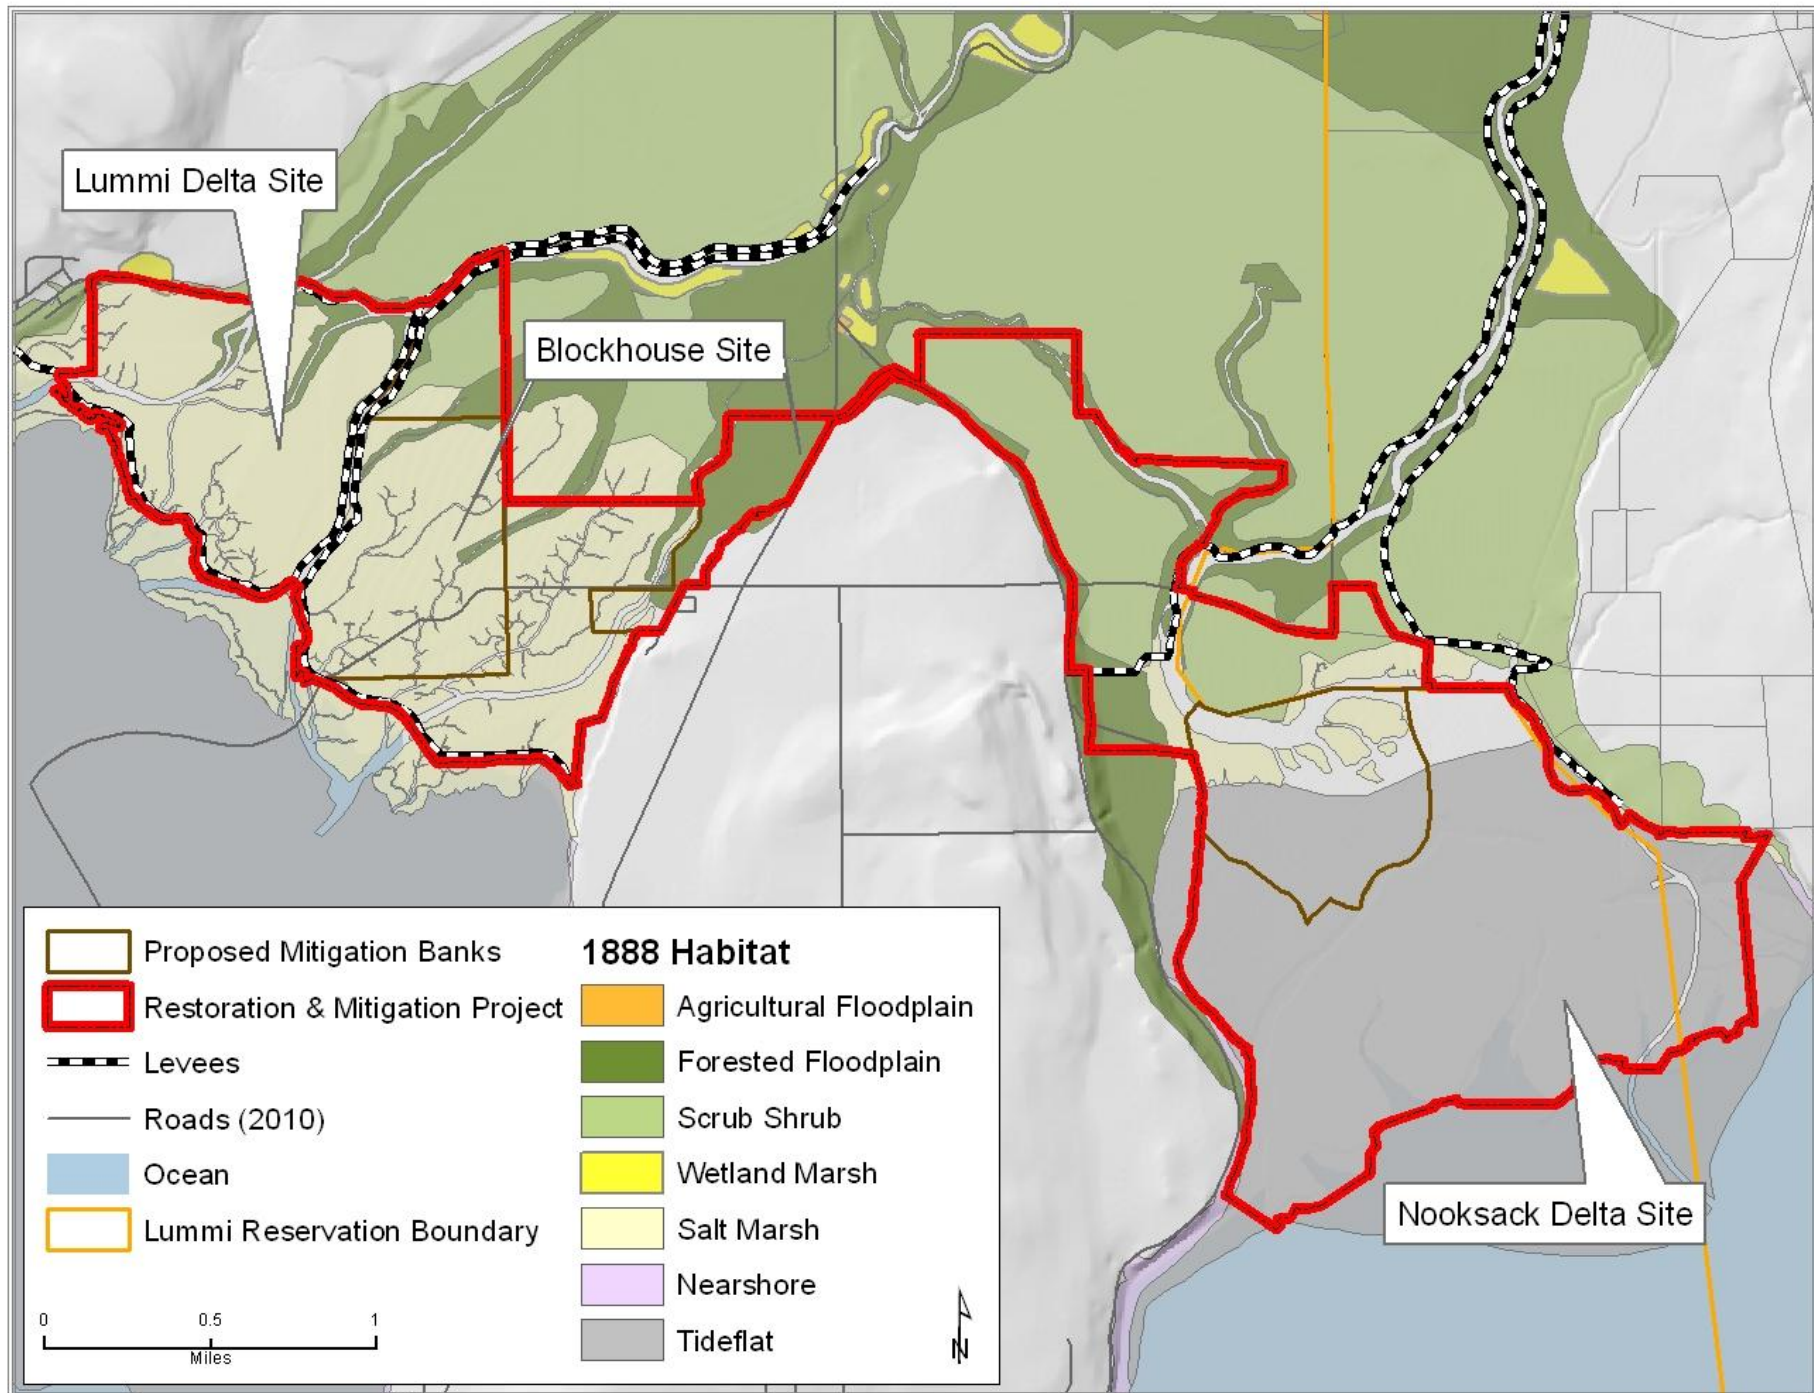 Lummi Delta Site
Blockhouse Site
Nooksack Delta Site
Proposed Mitigation Banks
Restoration & Mitigation Project
Levees
Roads (2010)
Ocean
Lummi Reservation Boundary
0 0.5 1
Miles
1888 Habitat
Agricultural Floodplain
Forested Floodplain
Scrub Shrub
Wetland Marsh
Salt Marsh
Nearshore
Tideflat
N